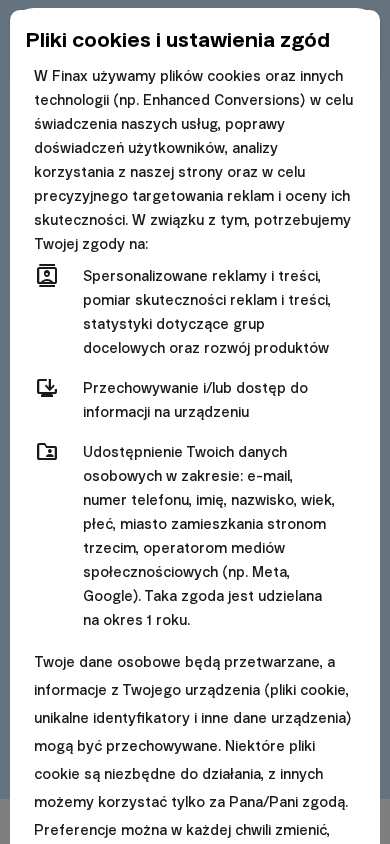 Pliki cookies i ustawienia zgód
W Finax używamy plików cookies oraz innych
technologii (np. Enhanced Conversions) w celu
świadczenia naszych usług, poprawy
doświadczeń użytkowników, analizy
korzystania z naszej strony oraz w celu
precyzyjnego targetowania reklam i oceny ich
skuteczności. W związku z tym, potrzebujemy
Twojej zgody na:
Spersonalizowane reklamy i treści,
pomiar skuteczności reklam i treści,
statystyki dotyczące grup
docelowych oraz rozwój produktów
Przechowywanie i/lub dostęp do
informacji na urządzeniu
Udostępnienie Twoich danych
osobowych w zakresie: e-mail,
numer telefonu, imię, nazwisko, wiek,
płeć, miasto zamieszkania stronom
trzecim, operatorom mediów
społecznościowych (np. Meta,
Google). Taka zgoda jest udzielana
na okres 1 roku.
Twoje dane osobowe będą przetwarzane, a
informacje z Twojego urządzenia (pliki cookie,
unikalne identyfikatory i inne dane urządzenia)
mogą być przechowywane. Niektóre pliki
cookie są niezbędne do działania, z innych
możemy korzystać tylko za Pana/Pani zgodą.
Preferencje można w każdej chwili zmienić,